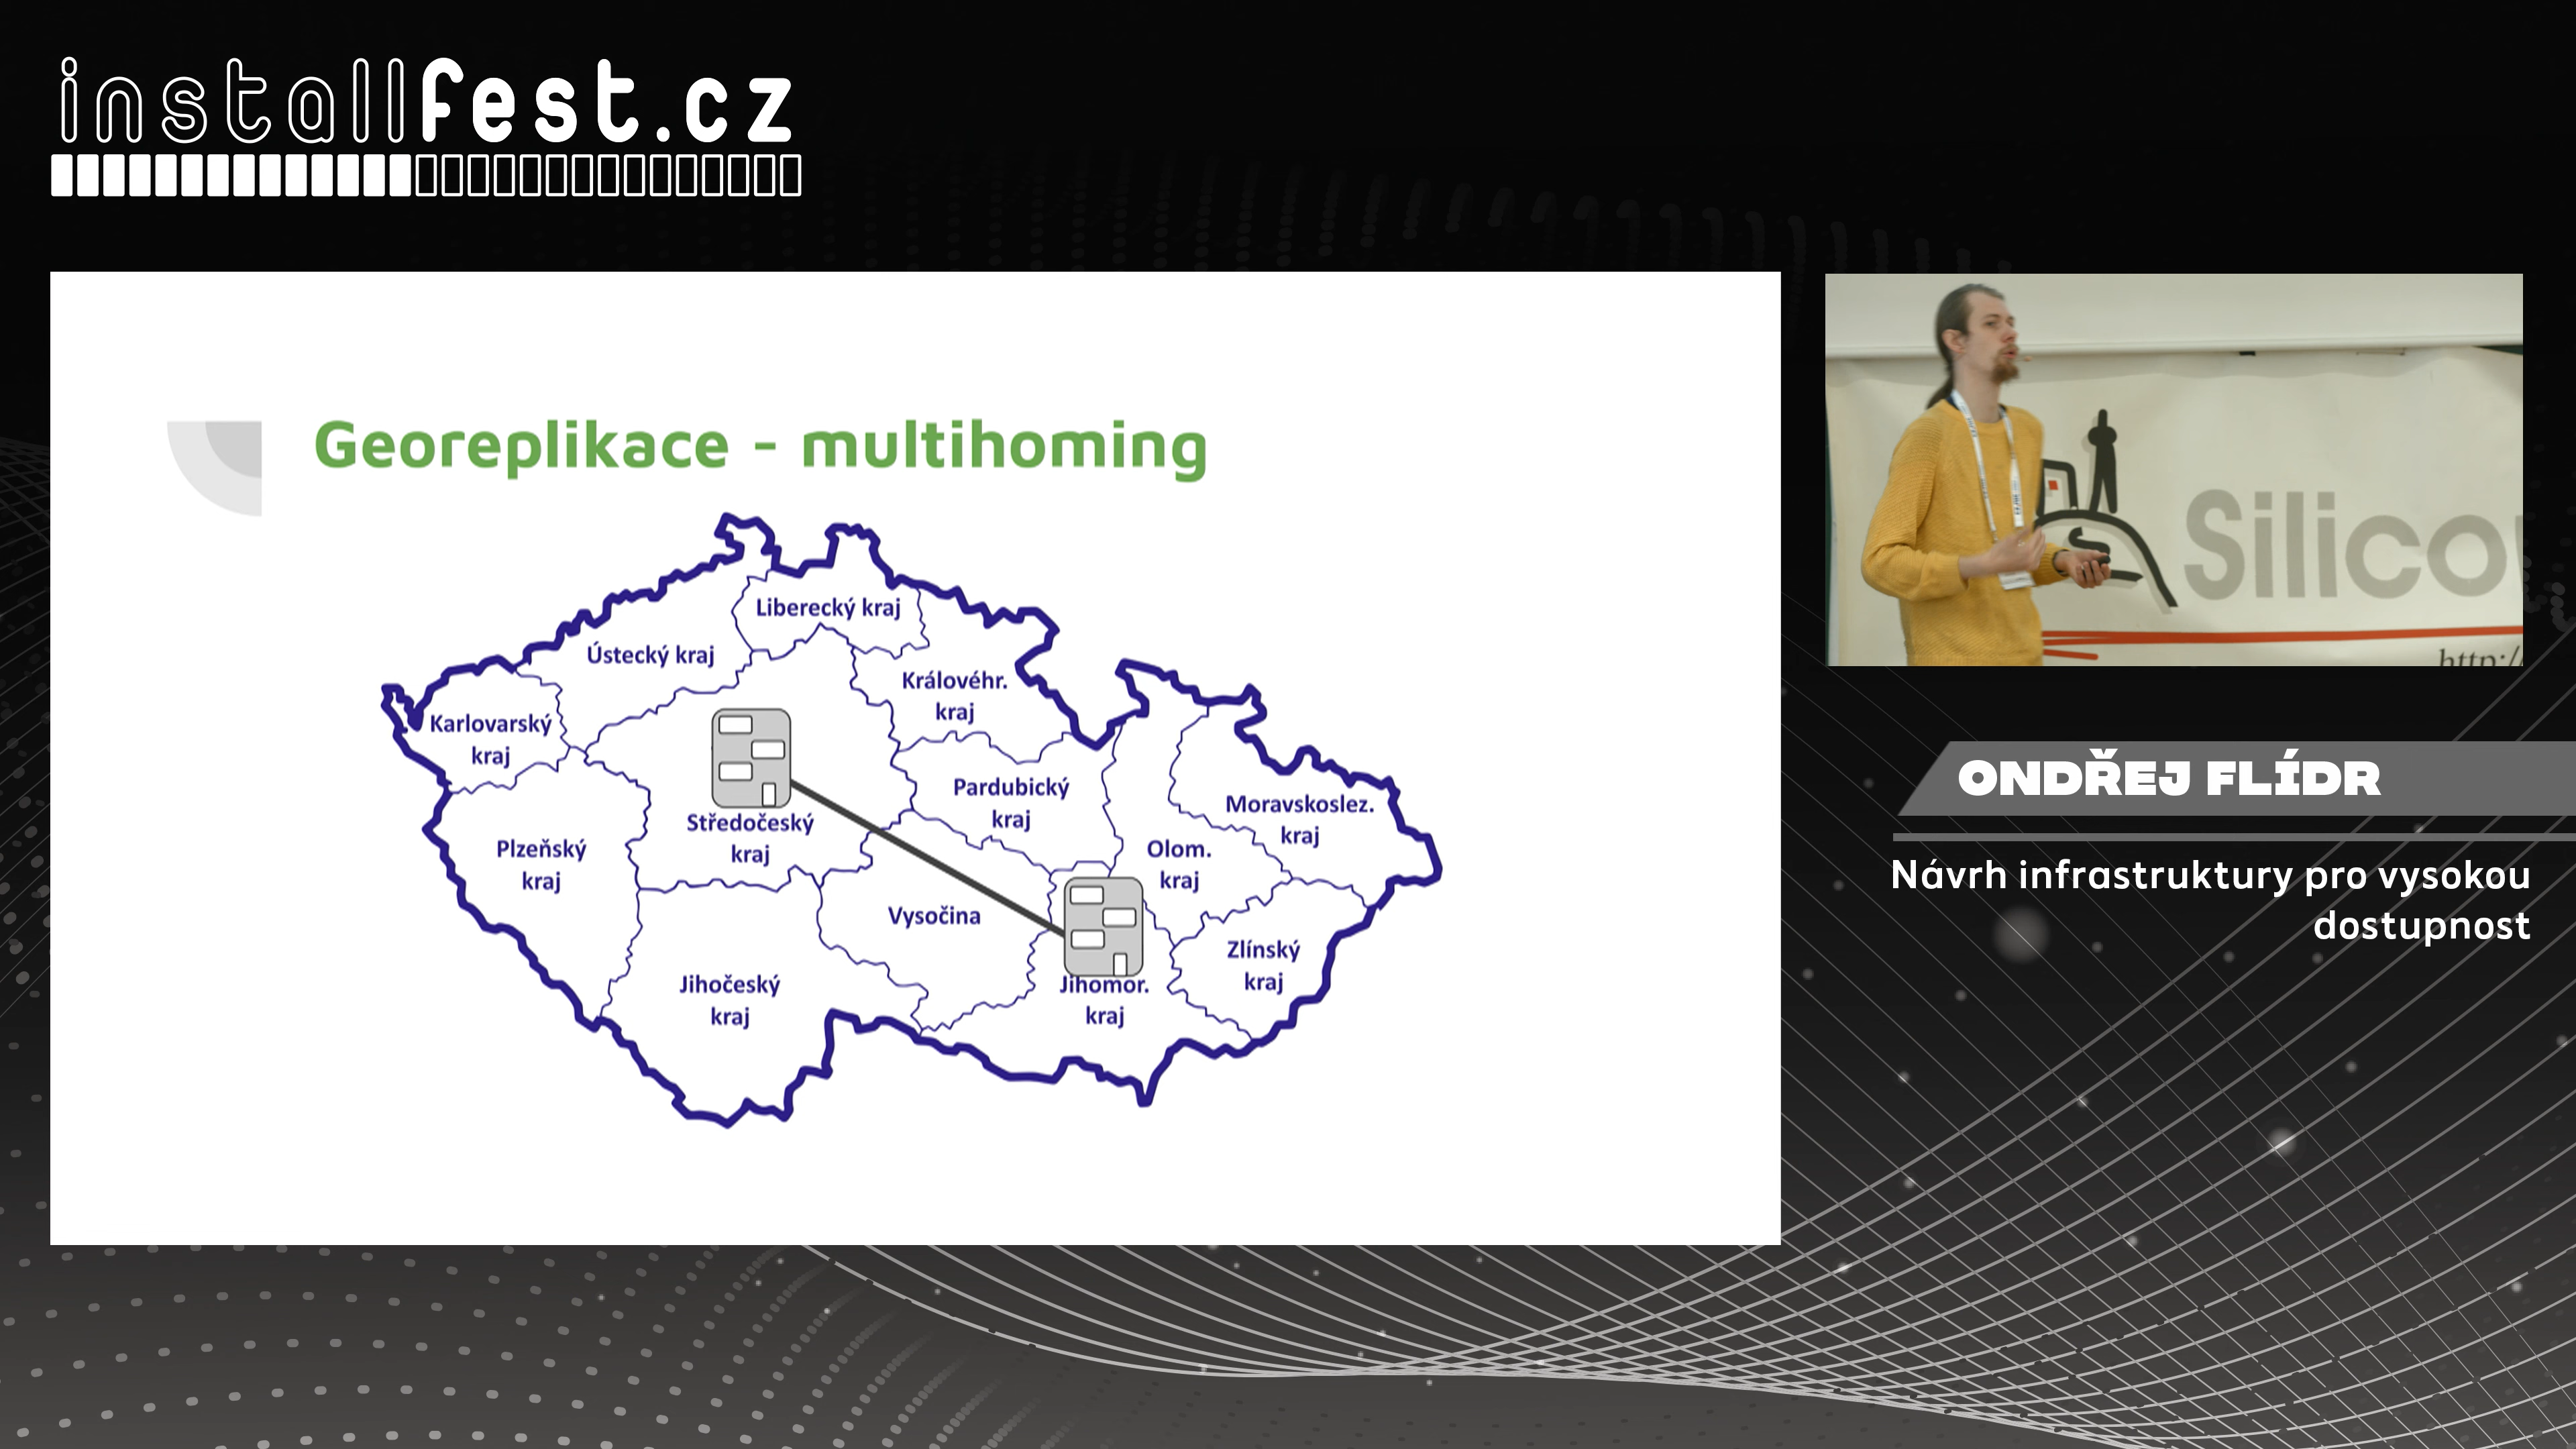 installfest.cz
Georeplikace - multihoming
Liberecký kraj
Ústecký kraj
Královéhr.
kraj
Karlovarský
kraj
Pardubický
kraj
Moravskoslez.
kraj
Středočeský
kraj
Plzeňský
kraj
Olom.
kraj
Vysočina
Zlínský
kraj
Jihočeský
kraj
Jihomor.
kraj
Silico
http:/
ONDŘEJ FLÍDR
Návrh infrastruktury pro vysokou
dostupnost